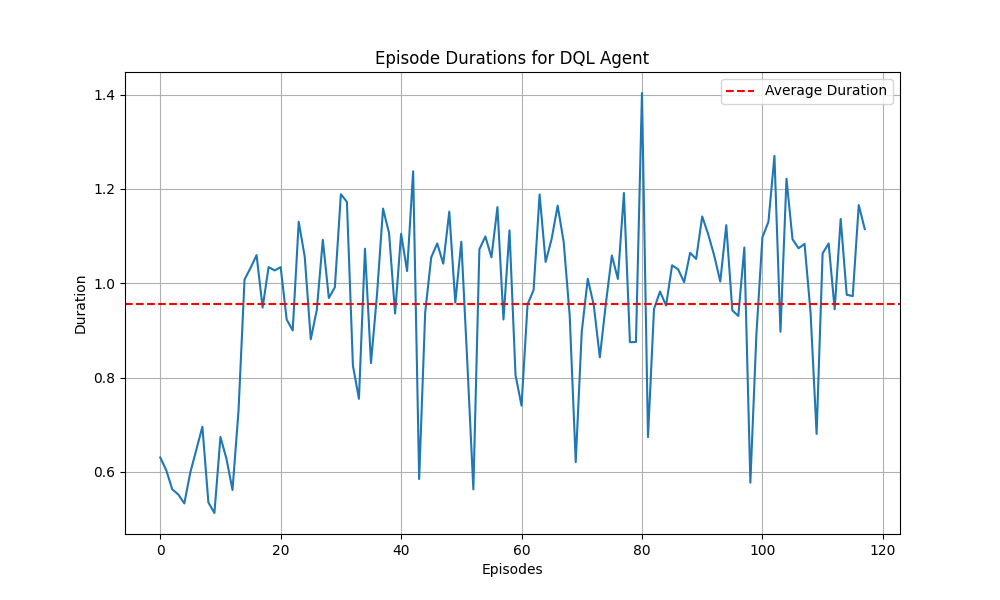 Episode Durations for DQL Agent
Average Duration
1.4
1.2
1.0
0.8
0.6
Duration
0 20 40 60 80 100 120
Episodes